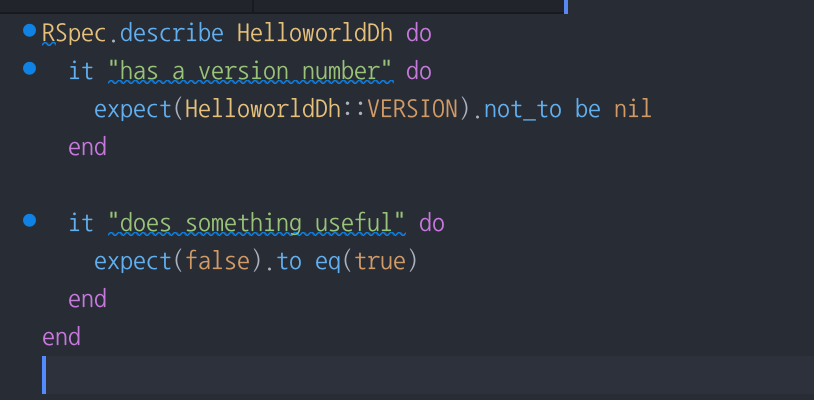 RSpec.describe HelloworldDh do
  it "has a version number" do
    expect(HelloworldDh::VERSION).not_to be nil
  end

  it "does something useful" do
    expect(false).to eq(true)
  end
end